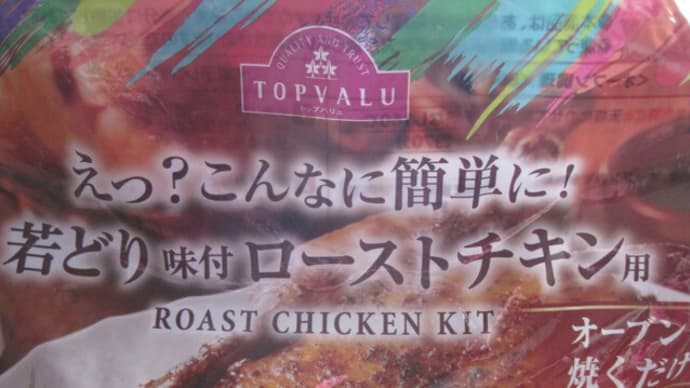 QUALITY AND TRUST
TOPVALU
トップバリュ
えっ?こんなに簡単に!
若どり味付ローストチキン用
ROAST CHICKEN KIT
オーブン
焼くだけ